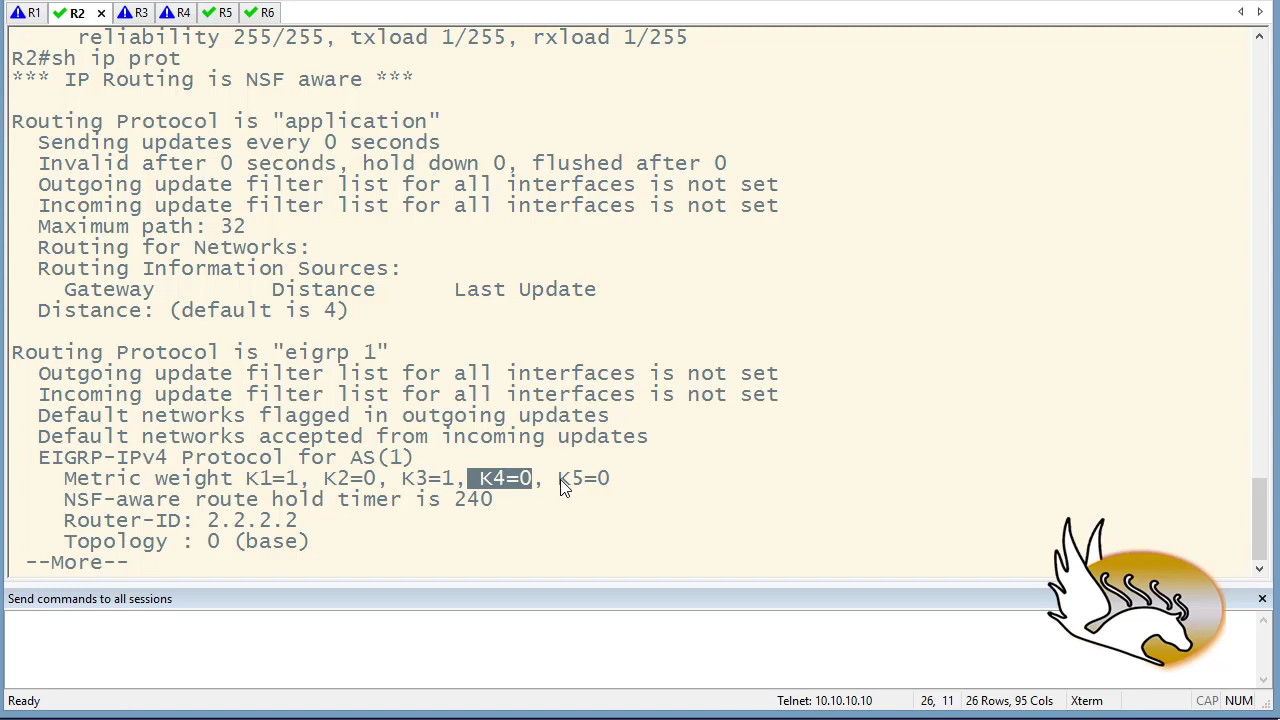 R1 R2 R3 R4 R5 R6
reliability 255/255, txload 1/255, rxload 1/255
R2#sh ip prot
*** IP Routing is NSF aware ***
Routing Protocol is "application"
Sending updates every 0 seconds
Invalid after 0 seconds, hold down 0, flushed after 0
Outgoing update filter list for all interfaces is not set
Incoming update filter list for all interfaces is not set
Maximum path: 32
Routing for Networks:
Routing Information Sources:
Gateway Distance Last Update
Distance: (default is 4)
Routing Protocol is "eigrp 1"
Outgoing update filter list for all interfaces is not set
Incoming update filter list for all interfaces is not set
Default networks flagged in outgoing updates
Default networks accepted from incoming updates
EIGRP-IPv4 Protocol for AS(1)
Metric weight K1=1, K2=0, K3=1, K4=0, K5=0
NSF-aware route hold timer is 240
Router-ID: 2.2.2.2
Topology : 0 (base)
--More--
Send commands to all sessions
Ready Telnet: 10.10.10.10 26, 11 26 Rows, 95 Cols Xterm CAP NUM